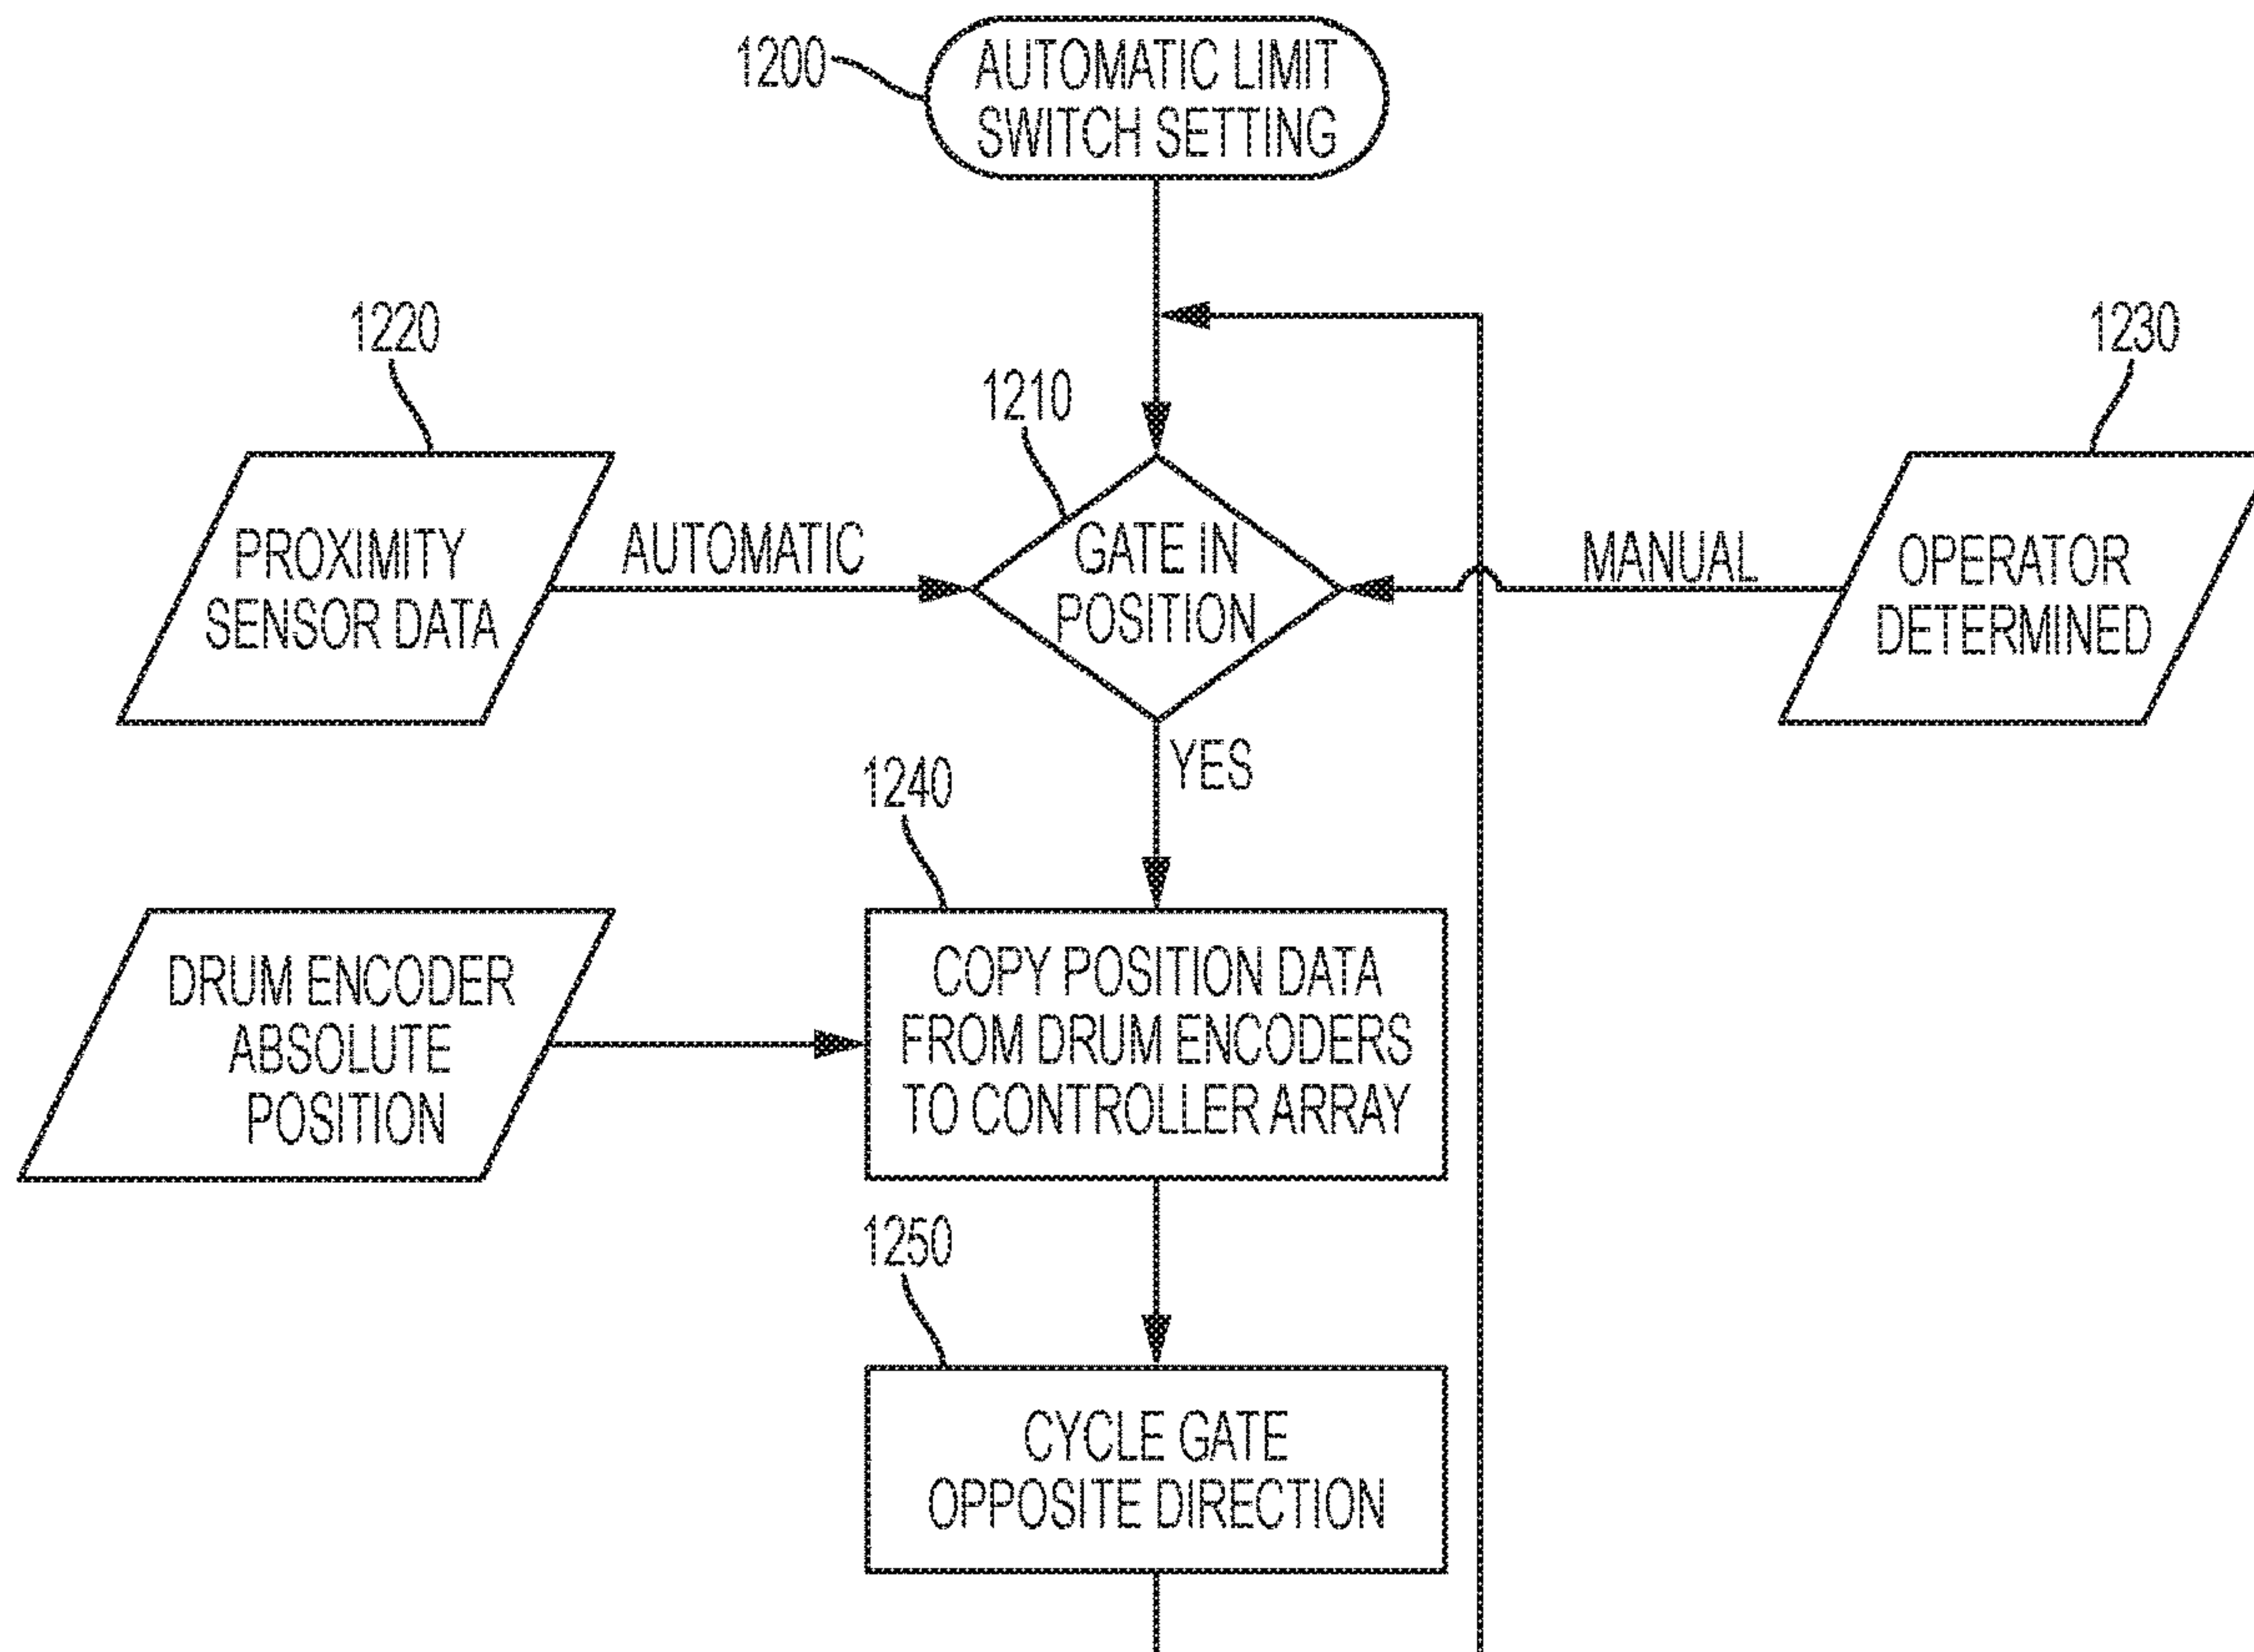 1200
AUTOMATIC LIMIT
SWITCH SETTING
1220
1210
1230
PROXIMITY
SENSOR DATA
AUTOMATIC
GATE IN
POSITION
MANUAL
OPERATOR
DETERMINED
YES
1240
DRUM ENCODER
ABSOLUTE
POSITION
COPY POSITION DATA
FROM DRUM ENCODERS
TO CONTROLLER ARRAY
1250
CYCLE GATE
OPPOSITE DIRECTION